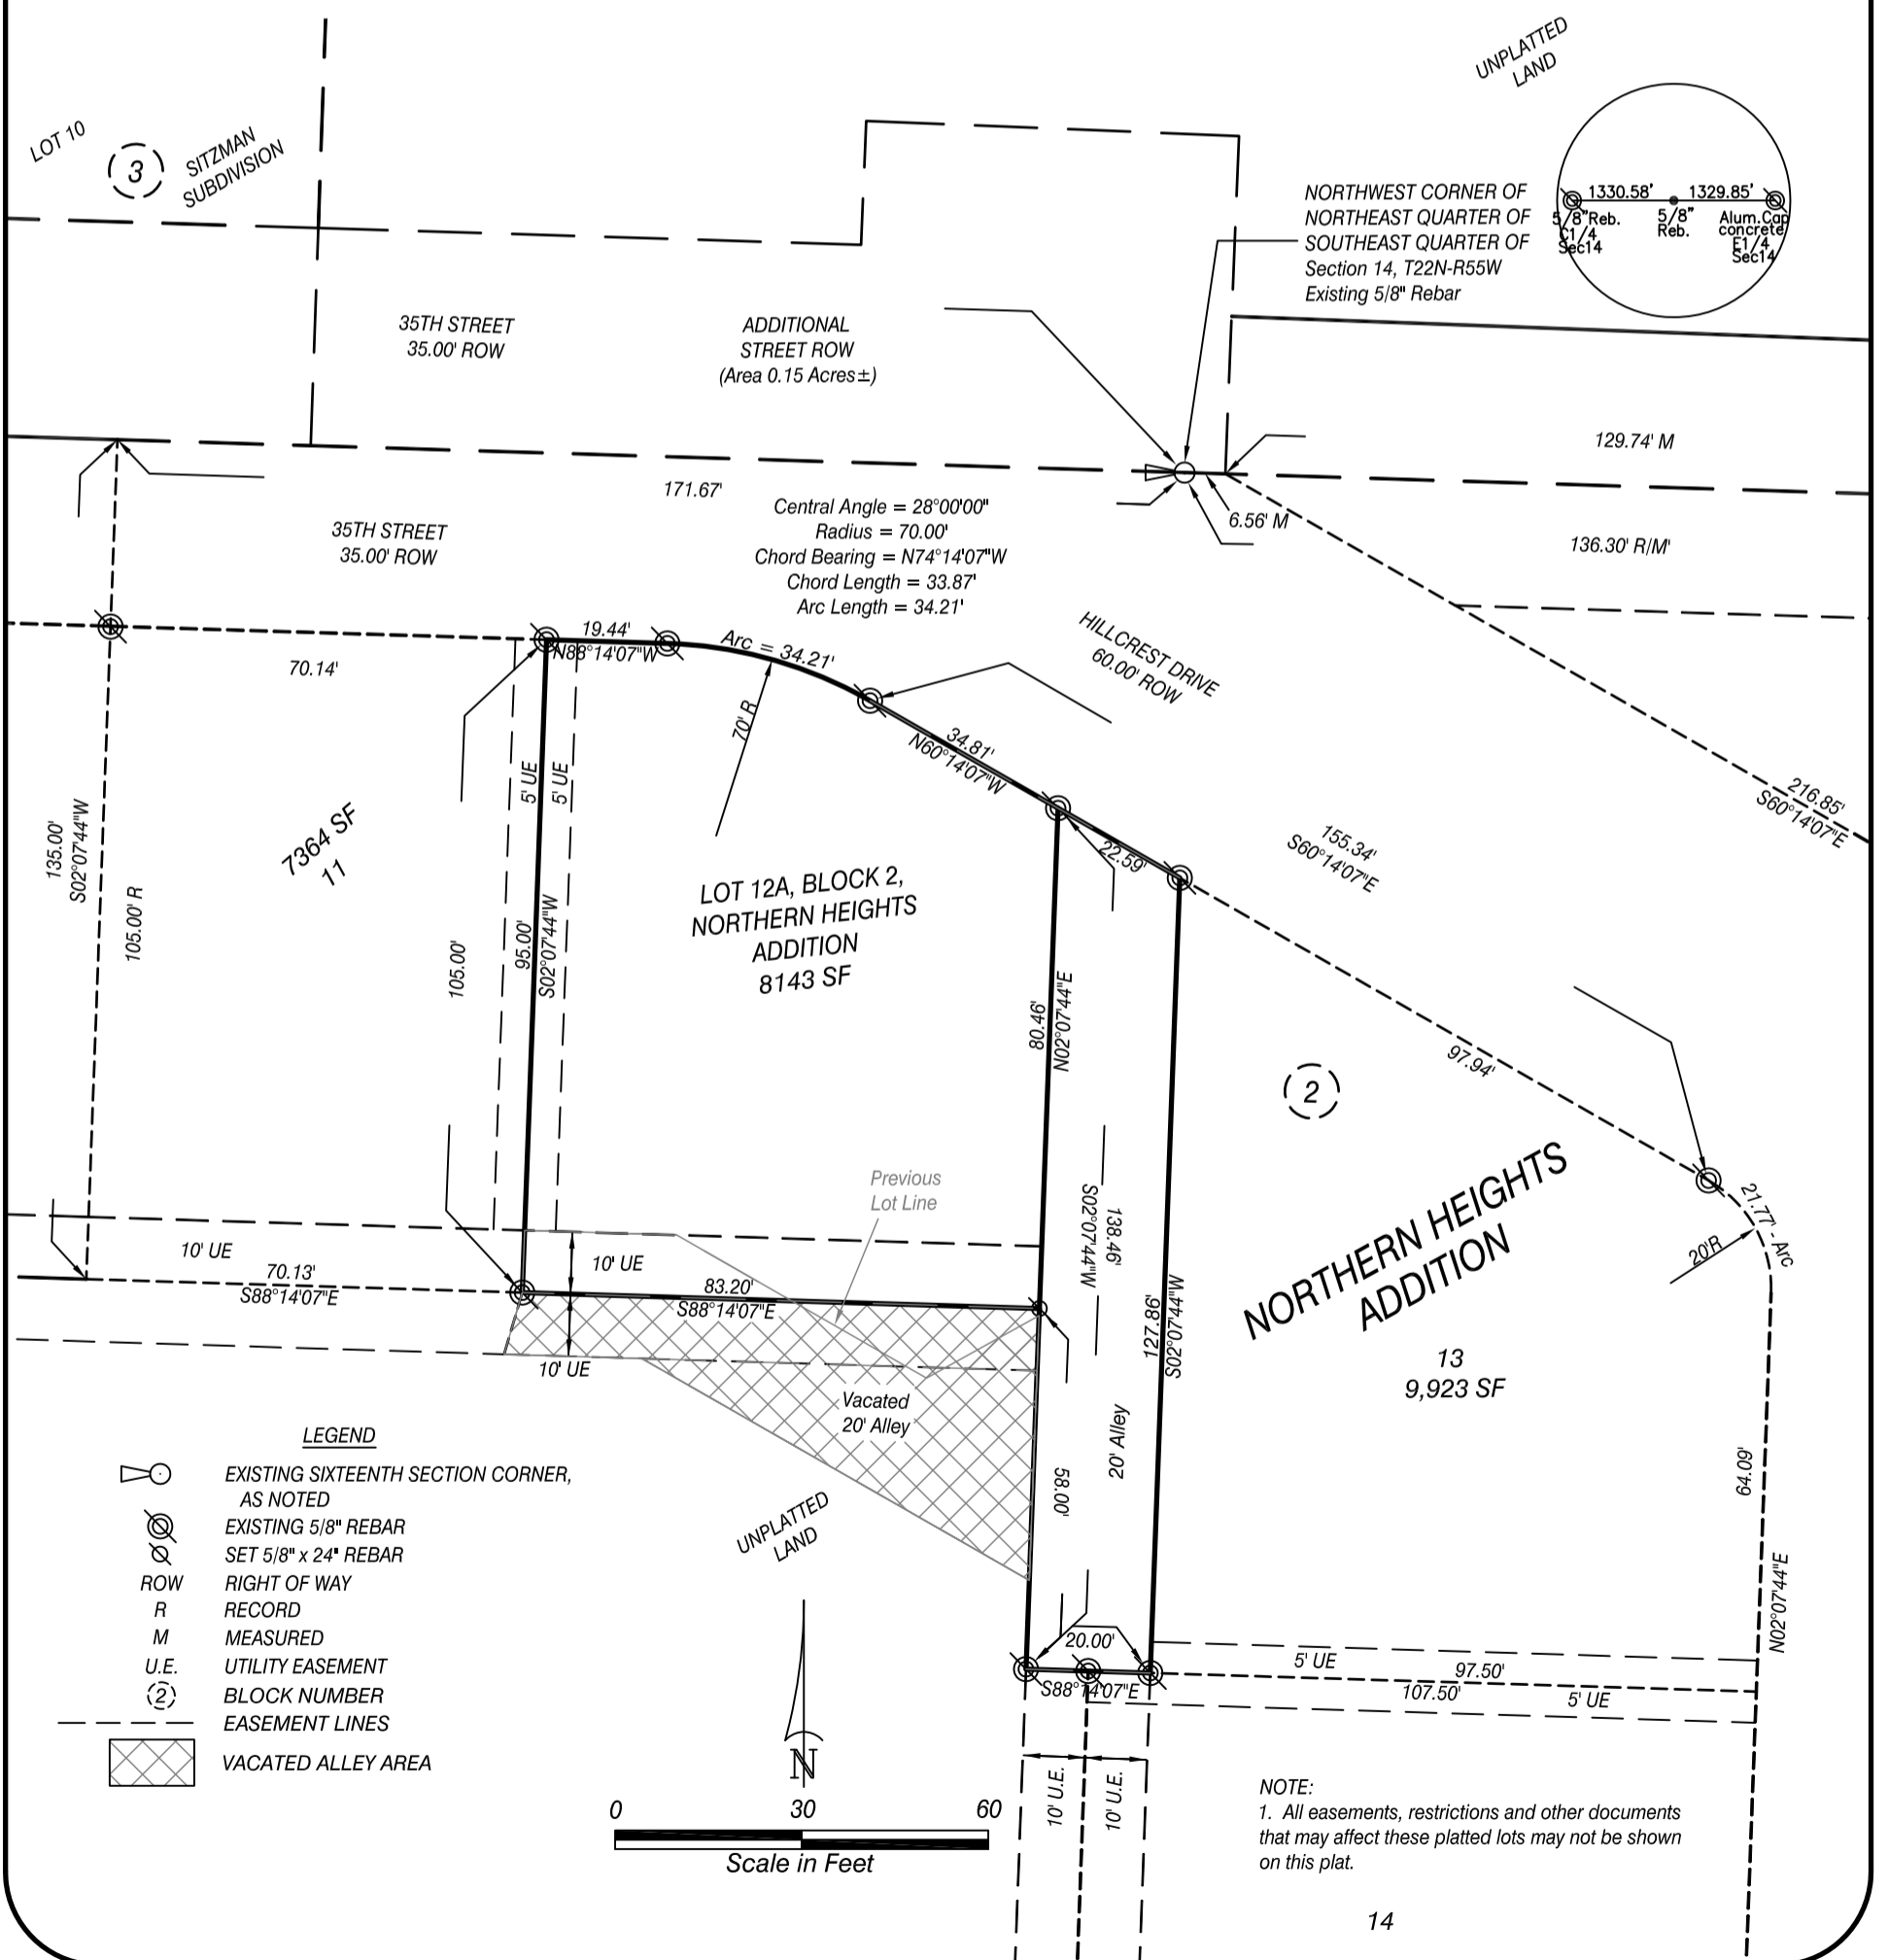 UNPLATTED
LAND
LOT 10
3
SITZMAN
SUBDIVISION
1330.58'
1329.85'
5/8"Reb.
C1/4
Sec14
5/8"
Reb.
Alum.Cap
concrete
E1/4
Sec14
NORTHWEST CORNER OF
NORTHEAST QUARTER OF
SOUTHEAST QUARTER OF
Section 14, T22N-R55W
Existing 5/8" Rebar
35TH STREET
35.00' ROW
ADDITIONAL
STREET ROW
(Area 0.15 Acres±)
129.74' M
171.67'
6.56' M
136.30' R/M'
35TH STREET
35.00' ROW
Central Angle = 28°00'00"
Radius = 70.00'
Chord Bearing = N74°14'07"W
Chord Length = 33.87'
Arc Length = 34.21'
70.14'
19.44'
N88°14'07"W
Arc = 34.21'
70' R
HILLCREST DRIVE
60.00' ROW
34.81'
N60°14'07"W
22.59'
155.34'
S60°14'07"E
216.85'
S60°14'07"E
135.00'
S02°07'44"W
105.00' R
7364 SF
11
105.00'
5' UE
5' UE
95.00'
S02°07'44"W
LOT 12A, BLOCK 2,
NORTHERN HEIGHTS
ADDITION
8143 SF
80.46'
N02°07'44"E
97.94'
2
NORTHERN HEIGHTS
ADDITION
21.77' - Arc
20'R
13
9,923 SF
Previous
Lot Line
138.46'
S02°07'44"W
127.86'
S02°07'44"W
10' UE
70.13'
S88°14'07"E
10' UE
83.20'
S88°14'07"E
10' UE
Vacated
20' Alley
20' Alley
58.00'
64.09'
N02°07'44"E
UNPLATTED
LAND
20.00'
S88°14'07"E
5' UE
97.50'
107.50'
5' UE
10' U.E.
10' U.E.
LEGEND
EXISTING SIXTEENTH SECTION CORNER,
AS NOTED
EXISTING 5/8" REBAR
SET 5/8" x 24" REBAR
ROW RIGHT OF WAY
R RECORD
M MEASURED
U.E. UTILITY EASEMENT
2 BLOCK NUMBER
EASEMENT LINES
VACATED ALLEY AREA
N
0 30 60
Scale in Feet
NOTE:
1. All easements, restrictions and other documents
that may affect these platted lots may not be shown
on this plat.
14